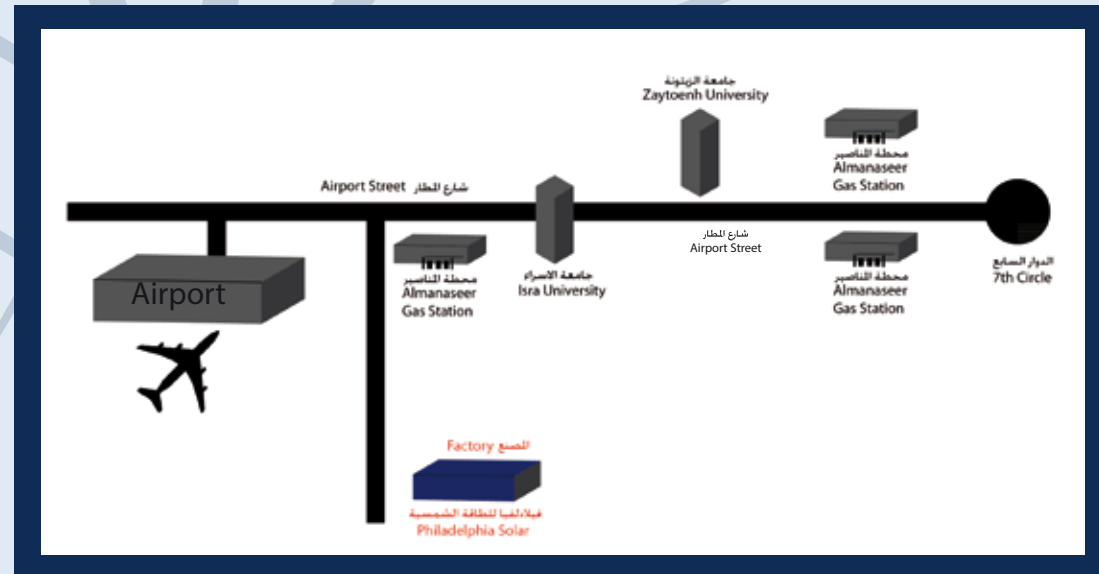 جامعة الزيتونة
Zaytoenh University
محطة المناصير
Almanaseer
Gas Station
Airport Street شارع المطار
شارع المطار
Airport Street
الدوار السابع
7th Circle
Airport
محطة المناصير
Almanaseer
Gas Station
جامعة الاسراء
Isra University
محطة المناصير
Almanaseer
Gas Station
Factory المصنع
فيلادلفيا للطاقة الشمسية
Philadelphia Solar